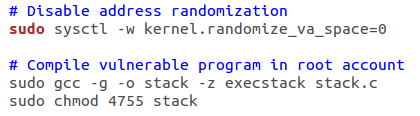 # Disable address randomization
sudo sysctl -w kernel.randomize_va_space=0
# Compile vulnerable program in root account
sudo gcc -g -o stack -z execstack stack.c
sudo chmod 4755 stack